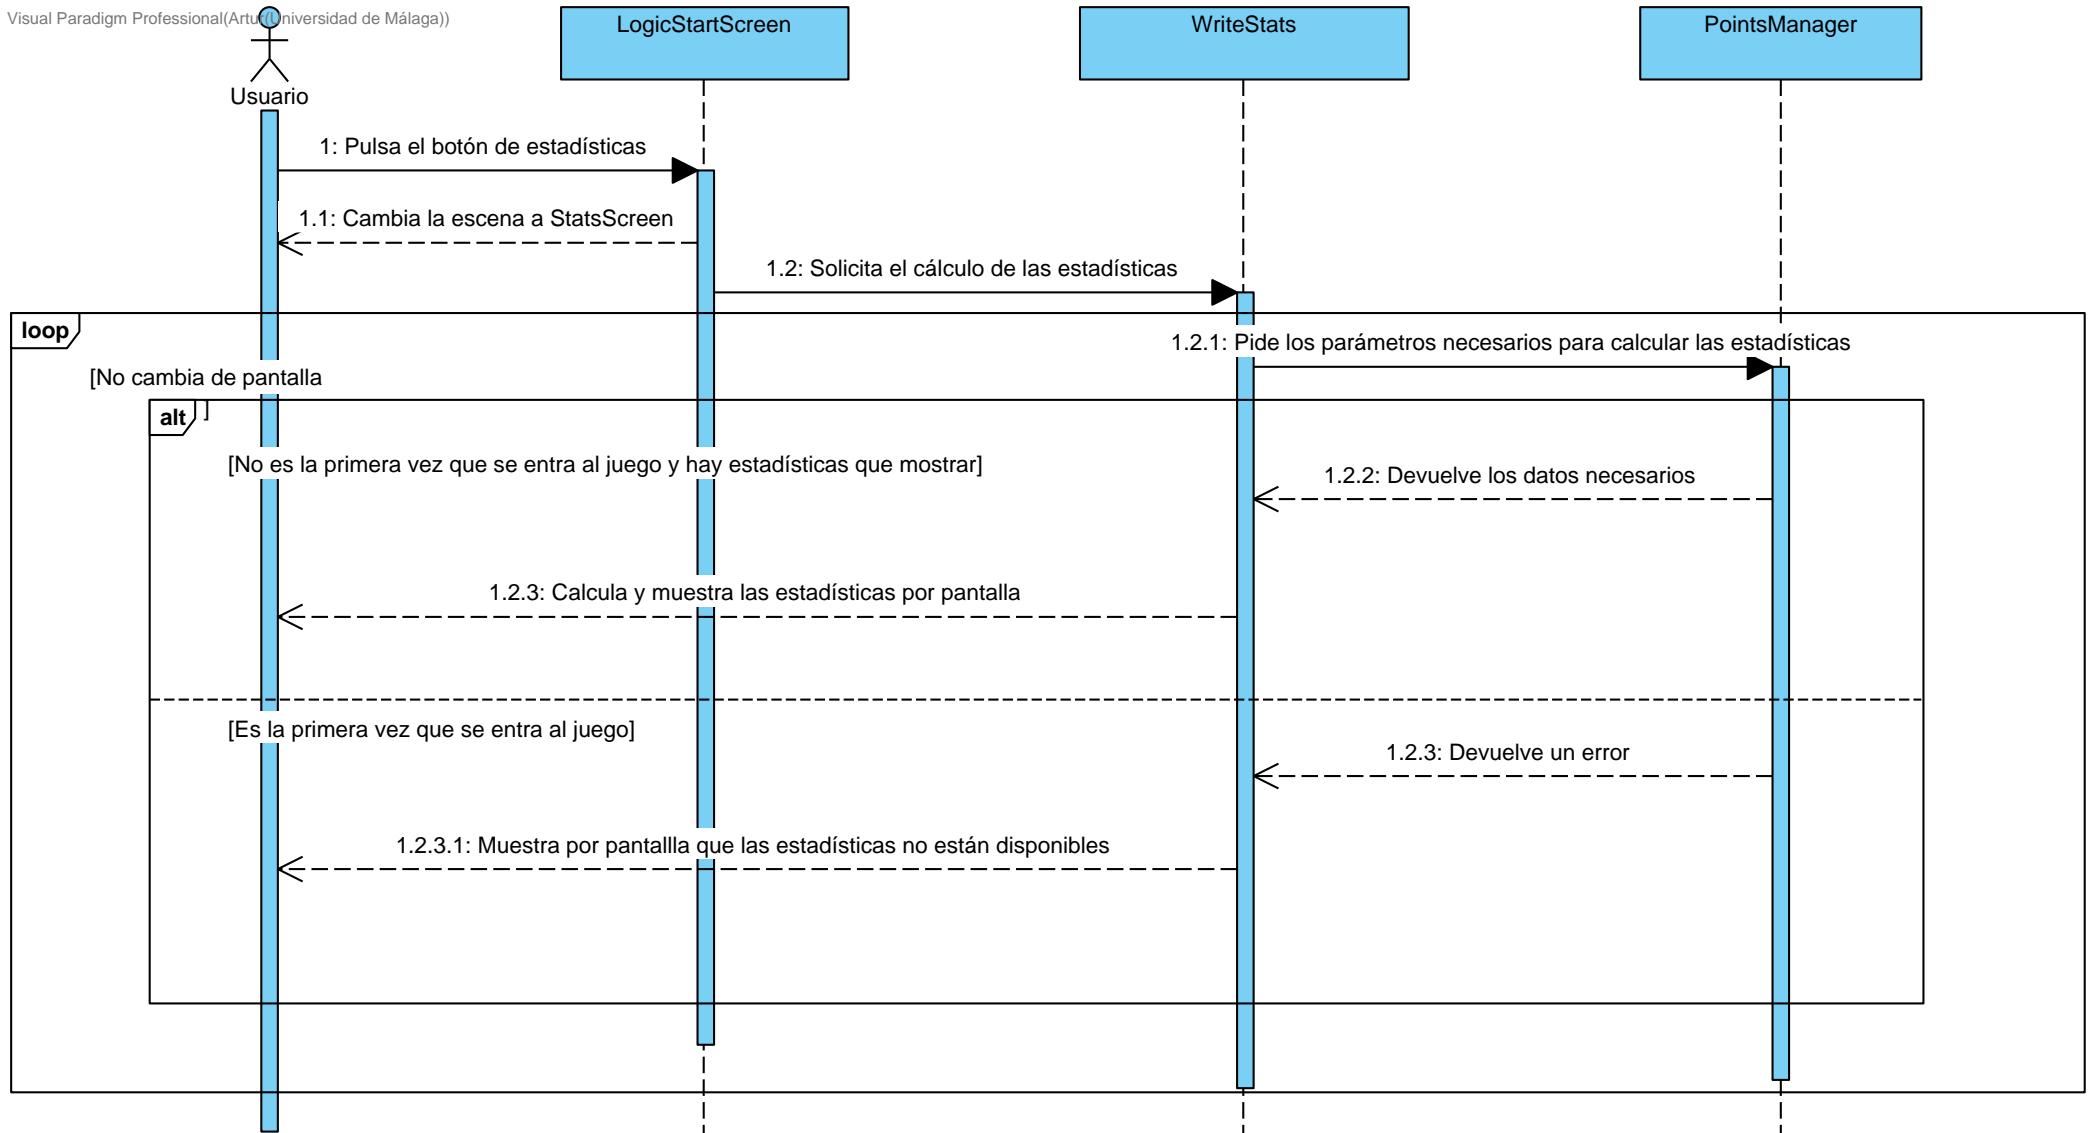 Visual Paradigm Professional(Artur(Universidad de Málaga))
LogicStartScreen
WriteStats
PointsManager
Usuario
1: Pulsa el botón de estadísticas
1.1: Cambia la escena a StatsScreen
1.2: Solicita el cálculo de las estadísticas
loop
1.2.1: Pide los parámetros necesarios para calcular las estadísticas
[No cambia de pantalla
alt
]
[No es la primera vez que se entra al juego y hay estadísticas que mostrar]
1.2.2: Devuelve los datos necesarios
1.2.3: Calcula y muestra las estadísticas por pantalla
[Es la primera vez que se entra al juego]
1.2.3: Devuelve un error
1.2.3.1: Muestra por pantallla que las estadísticas no están disponibles